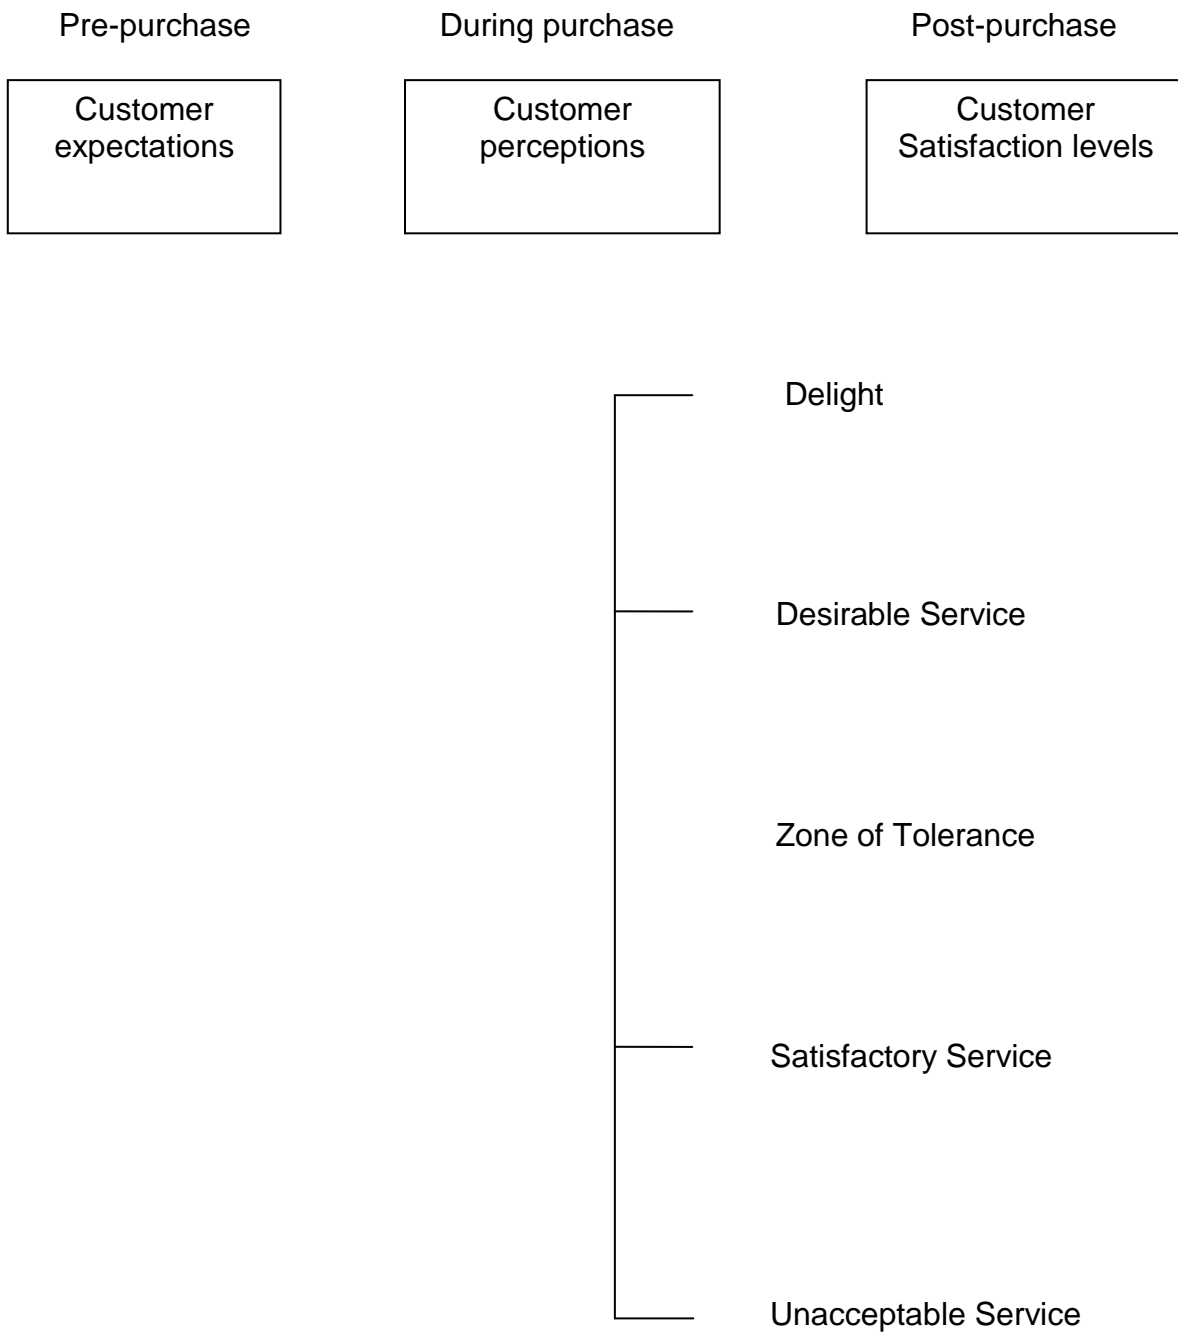 Pre-purchase
During purchase
Post-purchase
Customer
expectations
Customer
perceptions
Customer
Satisfaction levels
Delight
Desirable Service
Zone of Tolerance
Satisfactory Service
Unacceptable Service